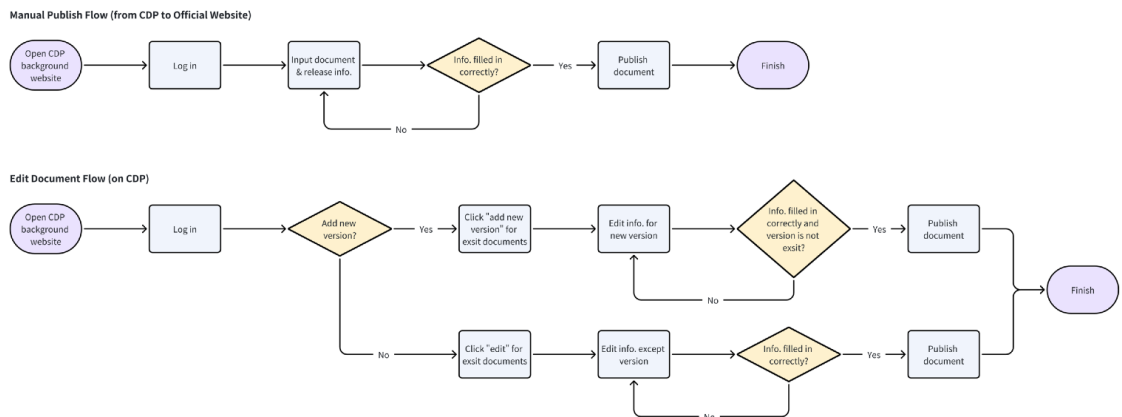 Manual Publish Flow (from CDP to Official Website)
Open CDP
background
website
Log in
Input document
& release info.
Info. filled in
correctly?
Yes
Publish
document
Finish
No
Edit Document Flow (on CDP)
Open CDP
background
website
Log in
Add new
version?
Yes
Click "add new
version" for
exsit documents
Edit info. for
new version
Info. filled in
correctly and
version is not
exsit?
Yes
Publish
document
No
Finish
No
Click "edit" for
exsit documents
Edit info. except
version
Info. filled in
correctly?
Yes
Publish
document
No